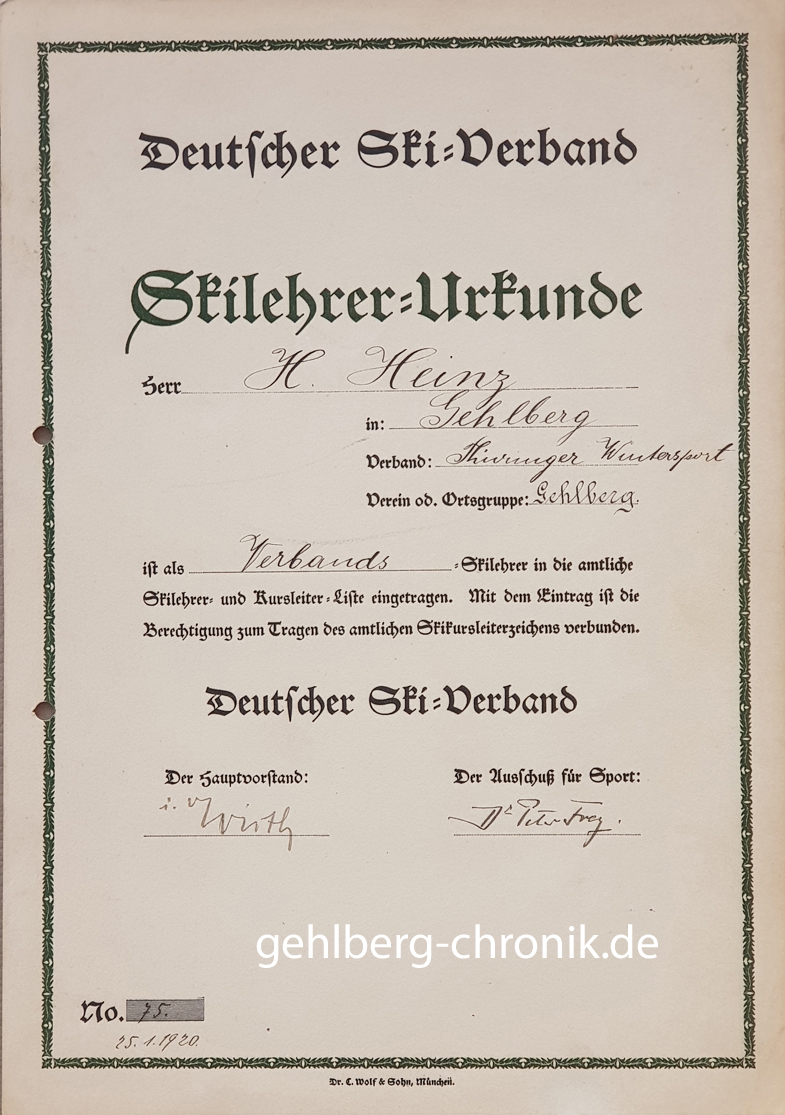 Deutscher Ski=Verband
Skilehrer=Urkunde
Herr H. Heinz
in: Gehlberg
Verband: Thüringer Wintersport
Verein od. Ortsgruppe: Gehlberg.
ist als Verbands =Skilehrer in die amtliche
Skilehrer= und Kursleiter=Liste eingetragen. Mit dem Eintrag ist die
Berechtigung zum Tragen des amtlichen Skikursleiterzeichens verbunden.
Deutscher Ski=Verband
Der Hauptvorstand: Der Ausschuß für Sport:
i. V. Dr Peter
gehlberg-chronik.de
No. 75.
25.1.1920.
Dr. C. Wolf & Sohn, München.